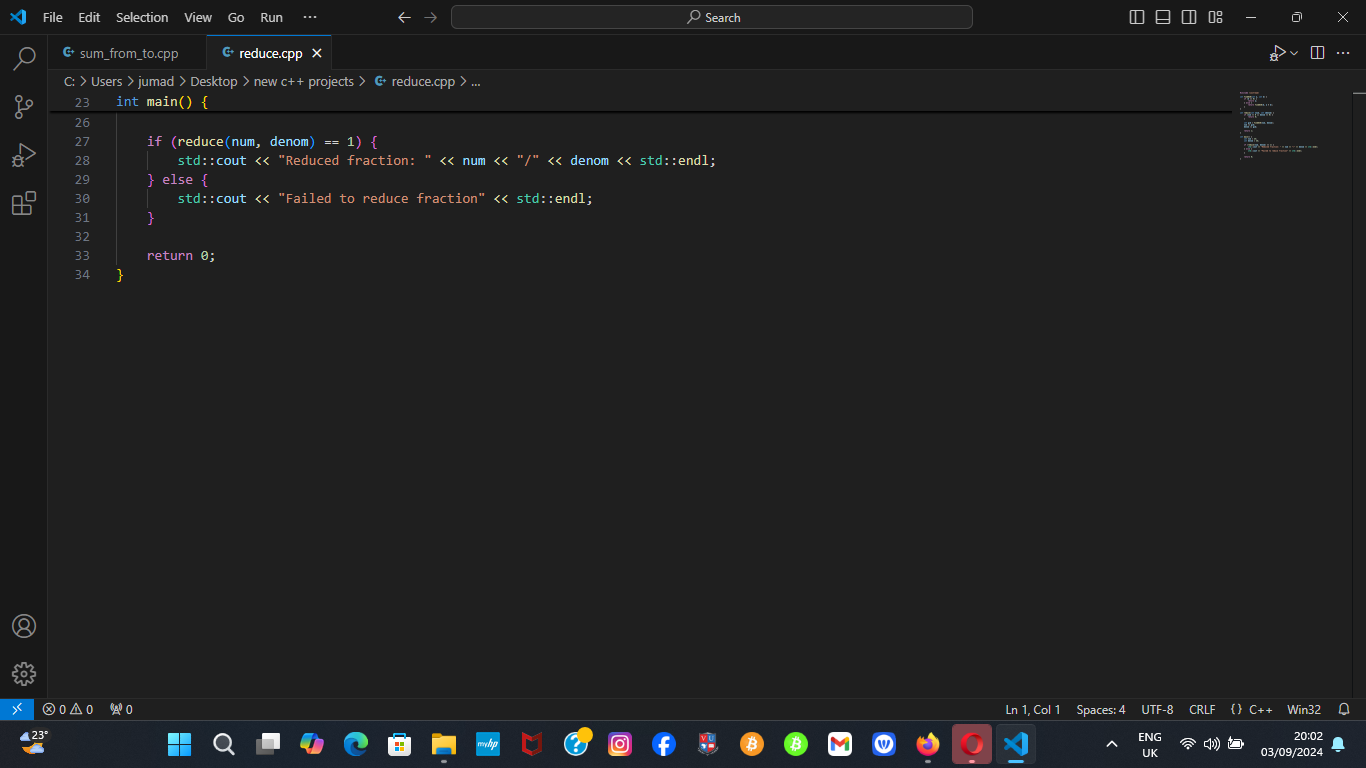 File Edit Selection View Go Run ··· Search
sum_from_to.cpp reduce.cpp
C: > Users > jumad > Desktop > new c++ projects > reduce.cpp > ...
23 int main() {
26
27 if (reduce(num, denom) == 1) {
28 std::cout << "Reduced fraction: " << num << "/" << denom << std::endl;
29 } else {
30 std::cout << "Failed to reduce fraction" << std::endl;
31 }
32
33 return 0;
34 }
0 0 0 Ln 1, Col 1 Spaces: 4 UTF-8 CRLF {} C++ Win32
23° myhp ENG 20:02
UK 03/09/2024